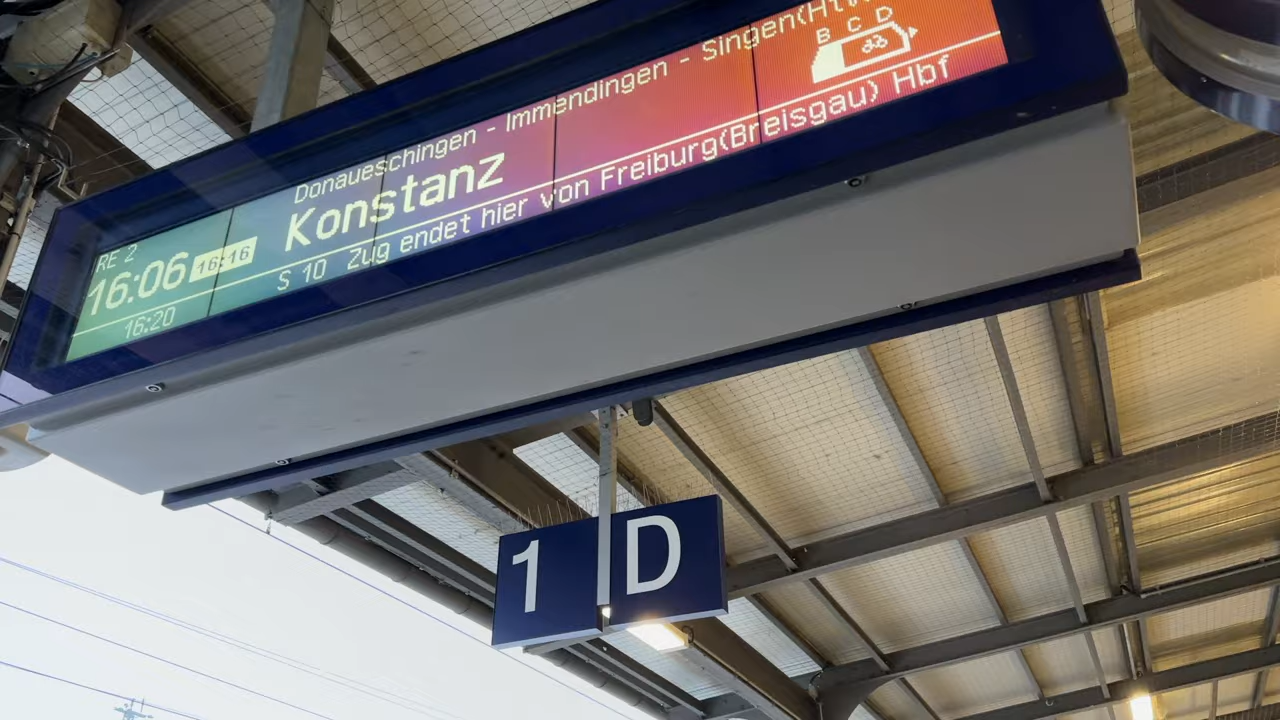 Donaueschingen - Immendingen - Singen(Htw
B C D
RE 2
16:06 16:16 Konstanz
16:20 S 10 Zug endet hier von Freiburg(Breisgau) Hbf
1 D